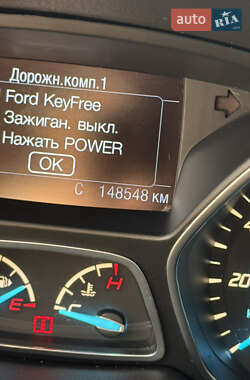 auto RIA
Дорожн.комп.1
Ford KeyFree
Зажиган. выкл.
Нажать POWER
OK
C 148548 км
H
E C
20